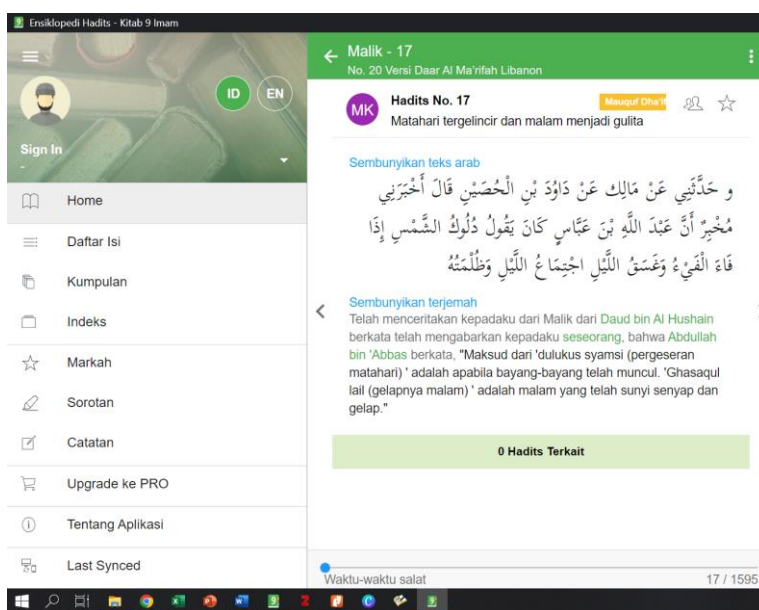 Ensiklopedi Hadits - Kitab 9 Imam
ID EN
Sign In
-
Home
Daftar Isi
Kumpulan
Indeks
Markah
Sorotan
Catatan
Upgrade ke PRO
Tentang Aplikasi
Last Synced
Malik - 17
No. 20 Versi Daar Al Ma'rifah Libanon
MK
Hadits No. 17
Mauquf Dha'if
Matahari tergelincir dan malam menjadi gulita
Sembunyikan teks arab
و حَدَّثَنِي عَنْ مَالِك عَنْ دَاوُدَ بْنِ الْحُصَيْنِ قَالَ أَخْبَرَنِي
مُخْبِرٌ أَنَّ عَبْدَ اللَّهِ بْنَ عَبَّاسٍ كَانَ يَقُولُ دُلُوكُ الشَّمْسِ إِذَا
فَاءَ الْفَيْءُ وَغَسَقُ اللَّيْلِ اجْتِمَاعُ اللَّيْلِ وَظُلْمَتُهُ
Sembunyikan terjemah
Telah menceritakan kepadaku dari Malik dari Daud bin Al Hushain
berkata telah mengabarkan kepadaku seseorang, bahwa Abdullah
bin 'Abbas berkata, "Maksud dari 'dulukus syamsi (pergeseran
matahari) ' adalah apabila bayang-bayang telah muncul. 'Ghasaqul
lail (gelapnya malam) ' adalah malam yang telah sunyi senyap dan
gelap."
0 Hadits Terkait
Waktu-waktu salat
17 / 1595